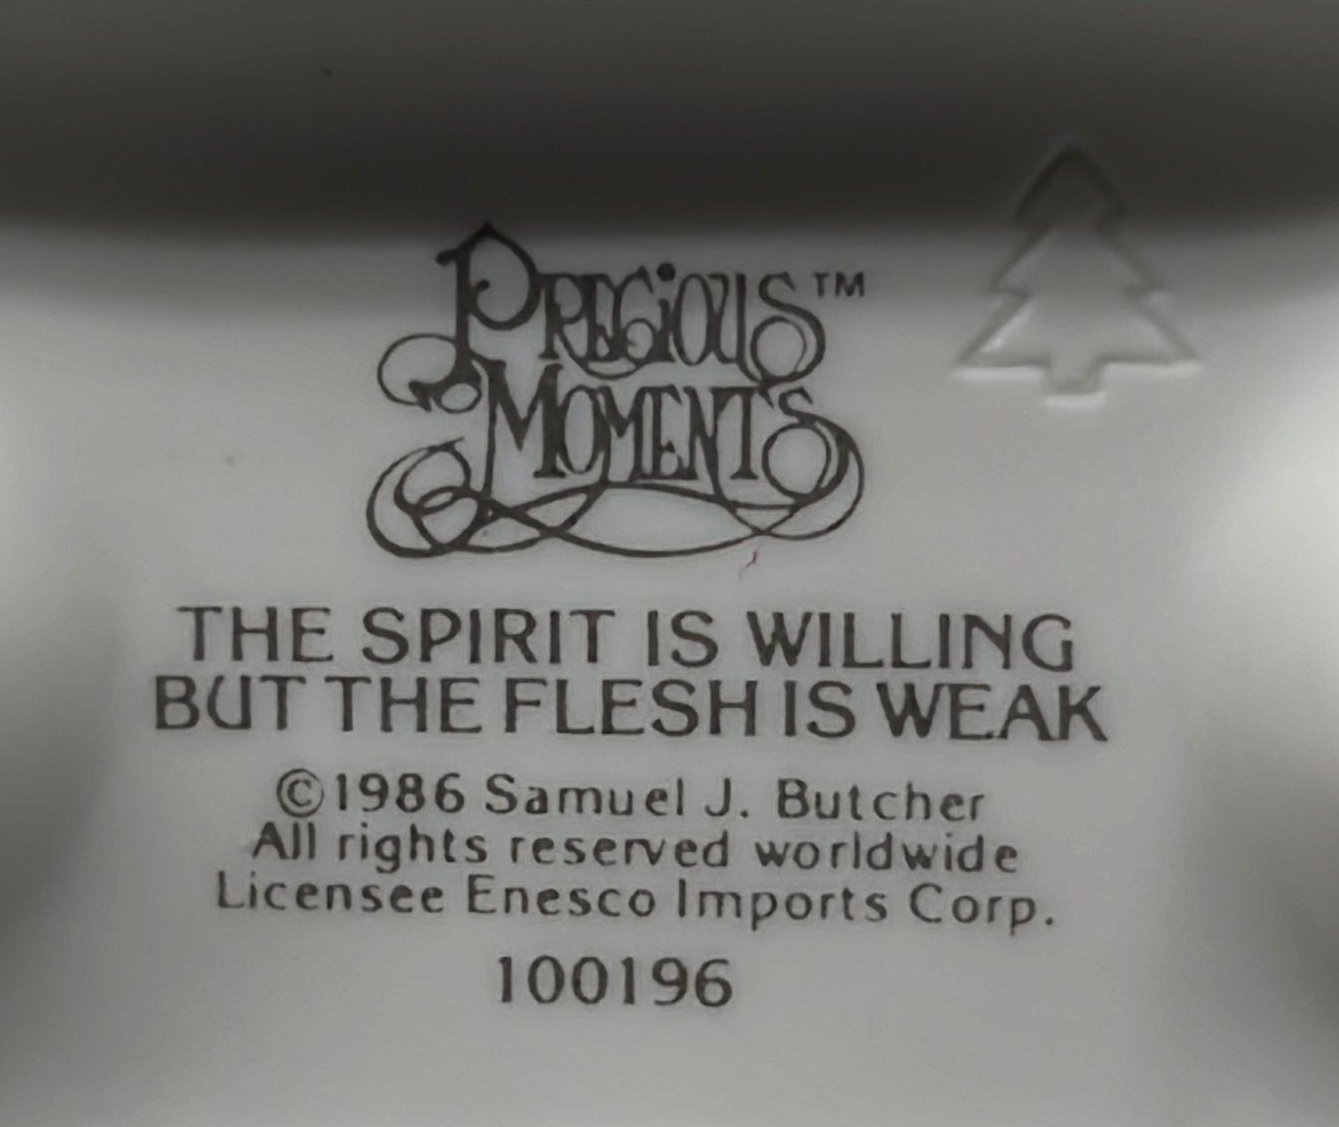 PRECIOUS™
MOMENTS
THE SPIRIT IS WILLING
BUT THE FLESH IS WEAK
©1986 Samuel J. Butcher
All rights reserved worldwide
Licensee Enesco Imports Corp.
100196